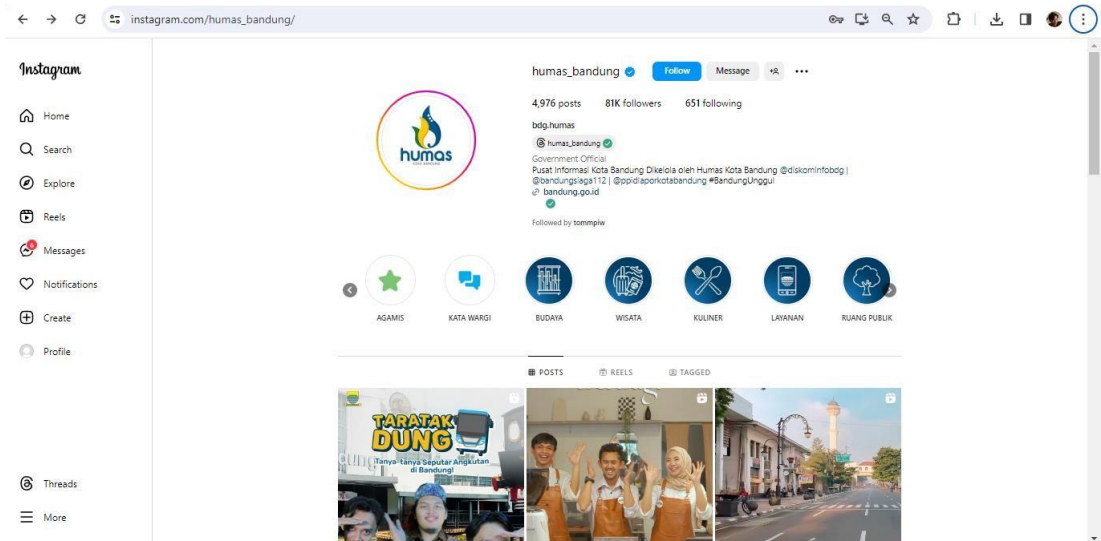 instagram.com/humas_bandung/
Instagram
Home
Search
Explore
Reels
6
Messages
Notifications
Create
Profile
Threads
More
humas_bandung Follow Message
4,976 posts 81K followers 651 following
bdg.humas
humas_bandung
Government Official
Pusat Informasi Kota Bandung Dikelola oleh Humas Kota Bandung @diskominfobdg |
@bandungsiaga112 | @ppidlaporkotabandung #BandungUnggul
bandung.go.id
Followed by tommpiw
humas
KOTA BANDUNG
AGAMIS KATA WARGI BUDAYA WISATA KULINER LAYANAN RUANG PUBLIK
POSTS REELS TAGGED
TARATAK
DUNG
Tanya-tanya Seputar Angkutan
di Bandung!